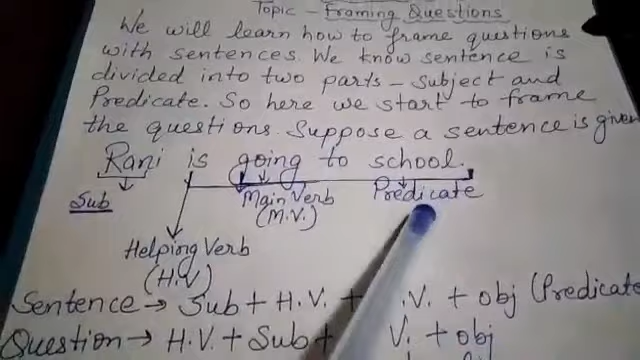 Topic - Framing Questions
We will learn how to frame questions
with sentences. We know sentence is
divided into two parts - Subject and
Predicate. So here we start to frame
the questions. Suppose a sentence is given
Rani is going to school.
Sub
Main Verb
(M.V.)
Predicate
Helping Verb
(H.V)
Sentence → Sub + H.V. + .V. + obj (Predicate
Question → H.V. + Sub + V. + obj